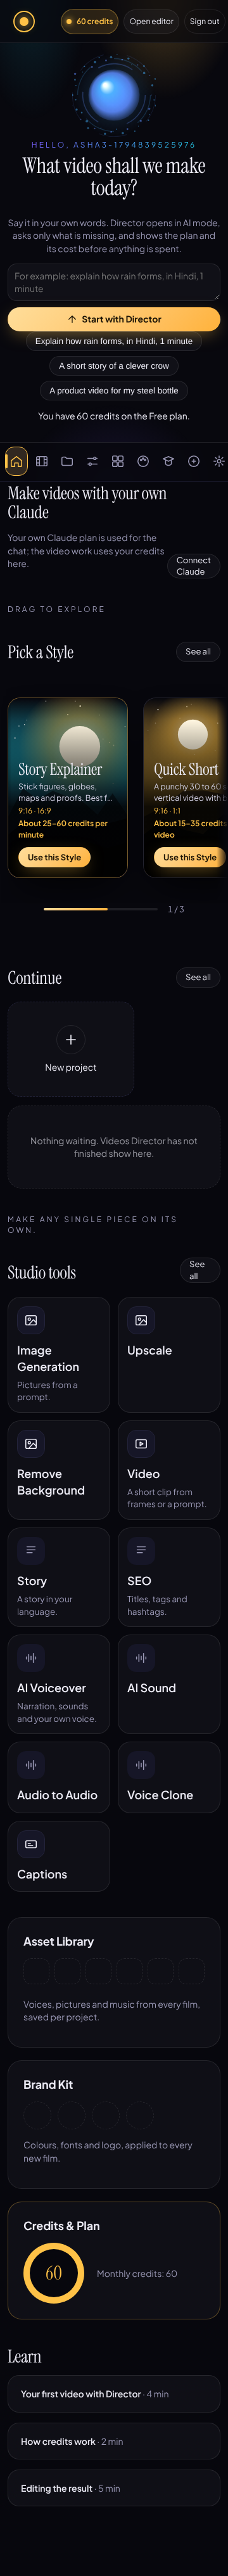 60 credits
Open editor
Sign out
HELLO, ASHA3-1794839525976
What video shall we make
today?
Say it in your own words. Director opens in AI mode,
asks only what is missing, and shows the plan and
its cost before anything is spent.
For example: explain how rain forms, in Hindi, 1
minute
Start with Director
Explain how rain forms, in Hindi, 1 minute
A short story of a clever crow
A product video for my steel bottle
You have 60 credits on the Free plan.
Make videos with your own
Claude
Your own Claude plan is used for the
chat; the video work uses your credits
here.
Connect
Claude
DRAG TO EXPLORE
Pick a Style
See all
Story Explainer
Stick figures, globes,
maps and proofs. Best f...
9:16 · 16:9
About 25–60 credits per
minute
Use this Style
Quick Short
A punchy 30 to 60 s
vertical video with
9:16 · 1:1
About 15–35 credits
video
Use this Style
1/3
Continue
See all
New project
Nothing waiting. Videos Director has not
finished show here.
MAKE ANY SINGLE PIECE ON ITS
OWN.
Studio tools
See
all
Image
Generation
Pictures from a
prompt.
Upscale
Remove
Background
Video
A short clip from
frames or a prompt.
Story
A story in your
language.
SEO
Titles, tags and
hashtags.
AI Voiceover
Narration, sounds
and your own voice.
AI Sound
Audio to Audio
Voice Clone
Captions
Asset Library
Voices, pictures and music from every film,
saved per project.
Brand Kit
Colours, fonts and logo, applied to every
new film.
Credits & Plan
60
Monthly credits: 60
Learn
Your first video with Director · 4 min
How credits work · 2 min
Editing the result · 5 min